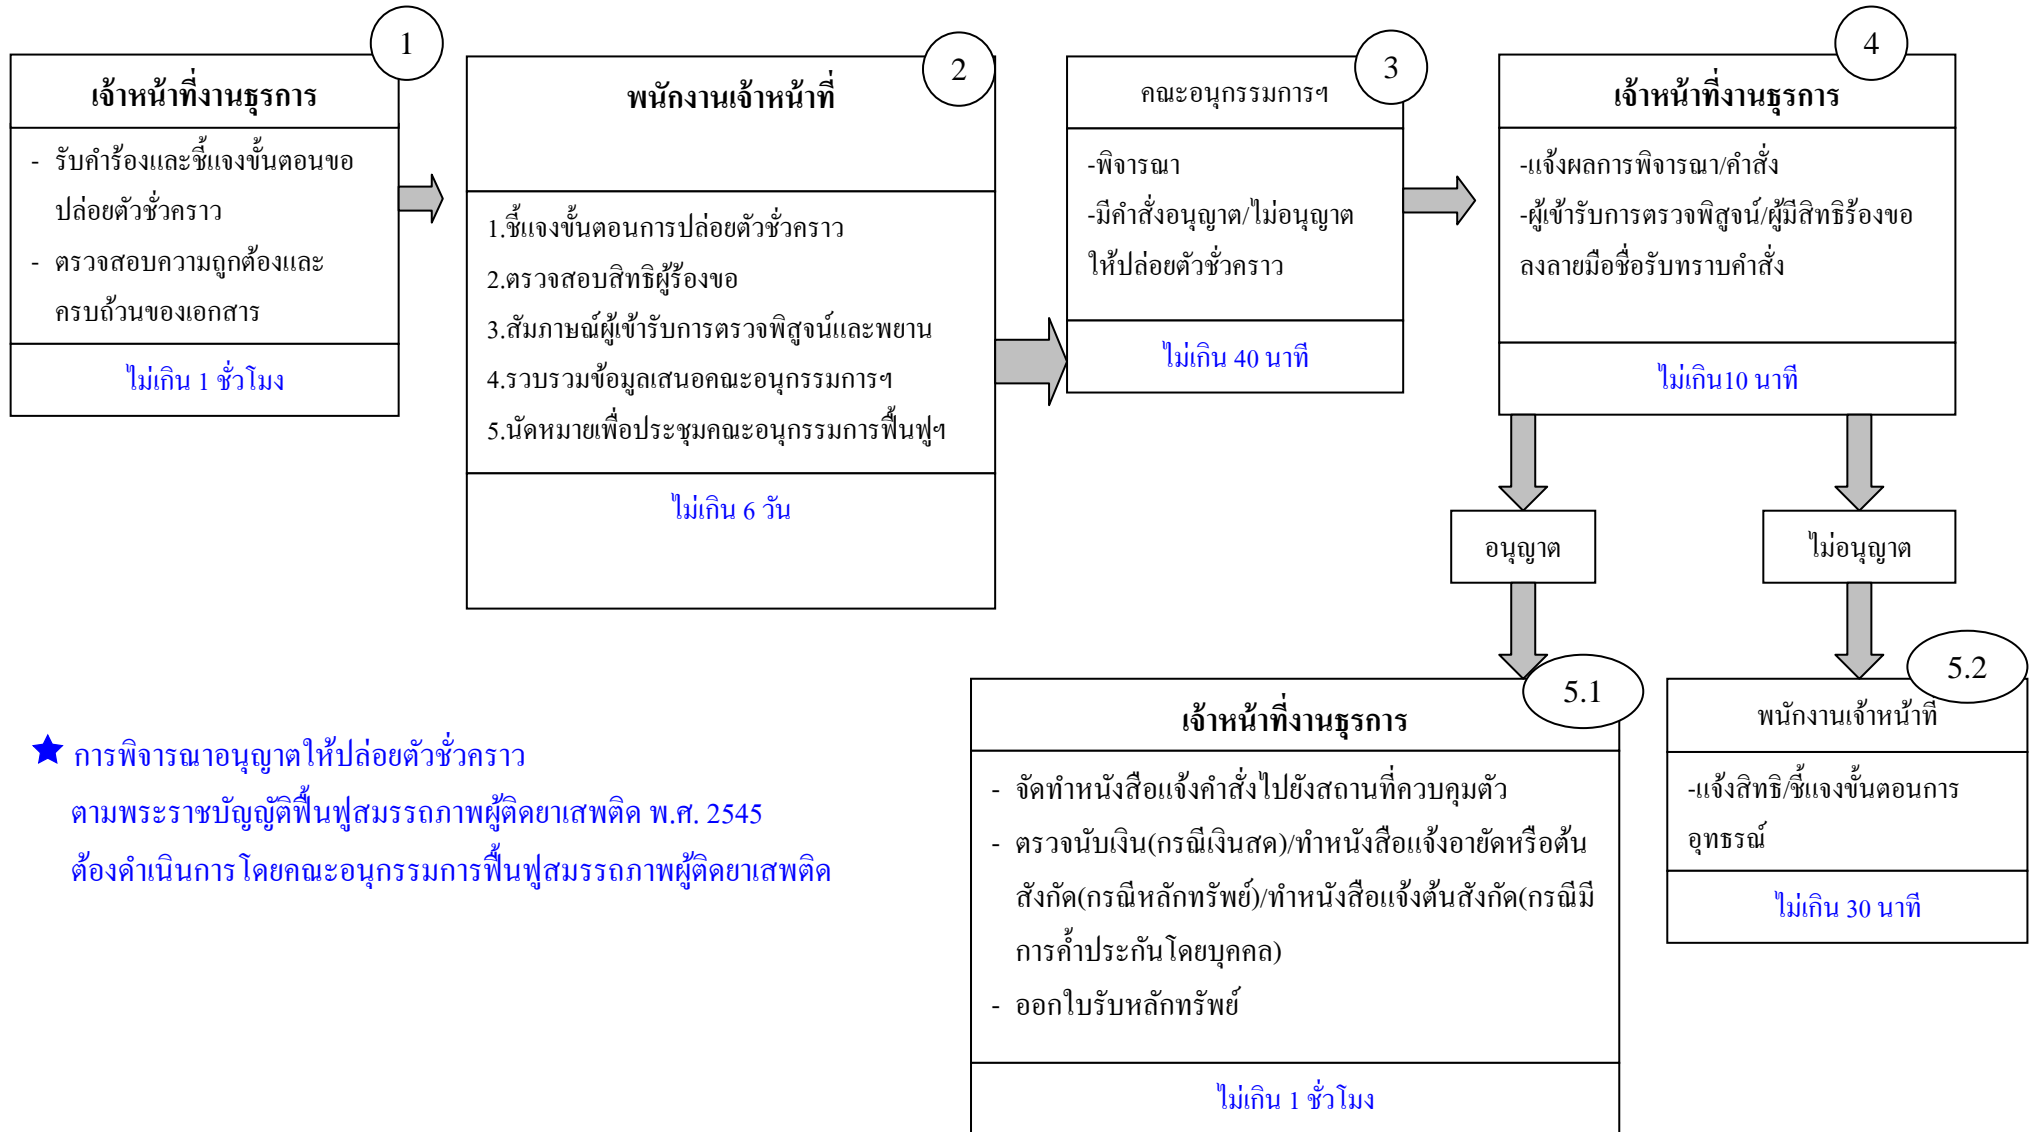 1
เจ้าหน้าที่งานธุรการ
- รับคำร้องและชี้แจงขั้นตอนขอ
ปล่อยตัวชั่วคราว
- ตรวจสอบความถูกต้องและ
ครบถ้วนของเอกสาร
ไม่เกิน 1 ชั่วโมง
2
พนักงานเจ้าหน้าที่
1.ชี้แจงขั้นตอนการปล่อยตัวชั่วคราว
2.ตรวจสอบสิทธิผู้ร้องขอ
3.สัมภาษณ์ผู้เข้ารับการตรวจพิสูจน์และพยาน
4.รวบรวมข้อมูลเสนอคณะอนุกรรมการฯ
5.นัดหมายเพื่อประชุมคณะอนุกรรมการฟื้นฟูฯ
ไม่เกิน 6 วัน
3
คณะอนุกรรมการฯ
-พิจารณา
-มีคำสั่งอนุญาต/ไม่อนุญาต
ให้ปล่อยตัวชั่วคราว
ไม่เกิน 40 นาที
4
เจ้าหน้าที่งานธุรการ
-แจ้งผลการพิจารณา/คำสั่ง
-ผู้เข้ารับการตรวจพิสูจน์/ผู้มีสิทธิร้องขอ
ลงลายมือชื่อรับทราบคำสั่ง
ไม่เกิน10 นาที
อนุญาต
ไม่อนุญาต
5.1
เจ้าหน้าที่งานธุรการ
- จัดทำหนังสือแจ้งคำสั่งไปยังสถานที่ควบคุมตัว
- ตรวจนับเงิน(กรณีเงินสด)/ทำหนังสือแจ้งอายัดหรือต้น
สังกัด(กรณีหลักทรัพย์)/ทำหนังสือแจ้งต้นสังกัด(กรณีมี
การค้ำประกันโดยบุคคล)
- ออกใบรับหลักทรัพย์
ไม่เกิน 1 ชั่วโมง
5.2
พนักงานเจ้าหน้าที่
-แจ้งสิทธิ/ชี้แจงขั้นตอนการ
อุทธรณ์
ไม่เกิน 30 นาที
★ การพิจารณาอนุญาตให้ปล่อยตัวชั่วคราว
ตามพระราชบัญญัติฟื้นฟูสมรรถภาพผู้ติดยาเสพติด พ.ศ. 2545
ต้องดำเนินการโดยคณะอนุกรรมการฟื้นฟูสมรรถภาพผู้ติดยาเสพติด